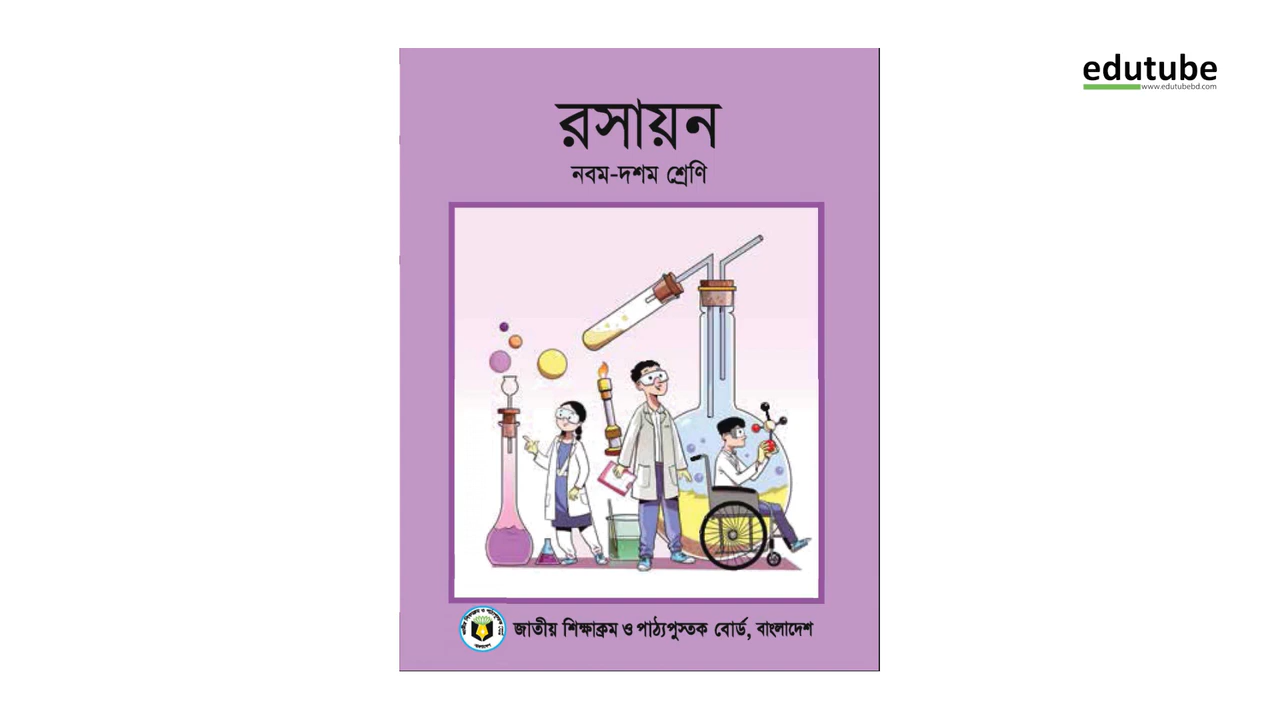 রসায়ন
নবম-দশম শ্রেণি
edutube
www.edutubebd.com
জাতীয় শিক্ষাক্রম ও পাঠ্যপুস্তক বোর্ড, বাংলাদেশ